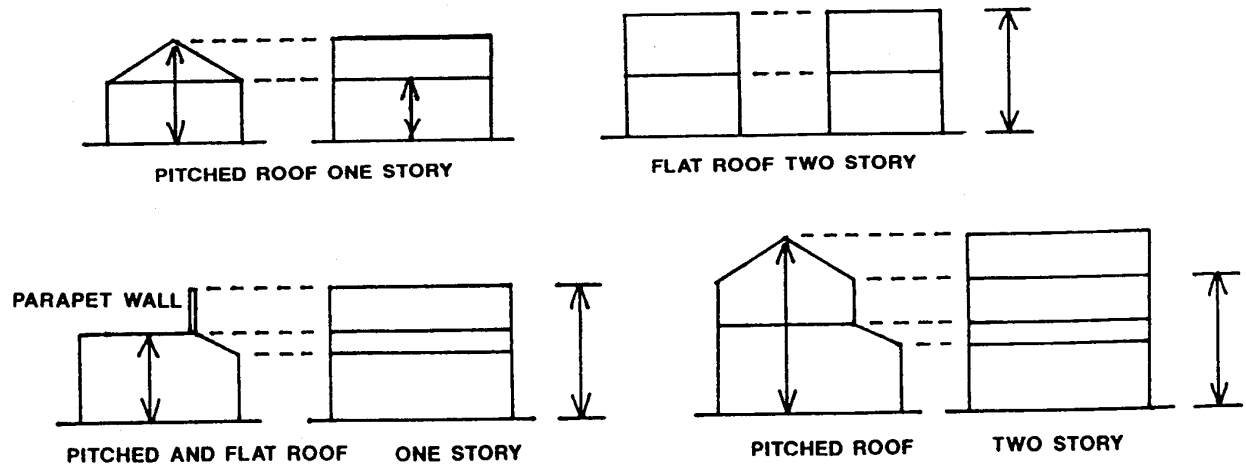 PITCHED ROOF ONE STORY
FLAT ROOF TWO STORY
PARAPET WALL
PITCHED AND FLAT ROOF
ONE STORY
PITCHED ROOF
TWO STORY